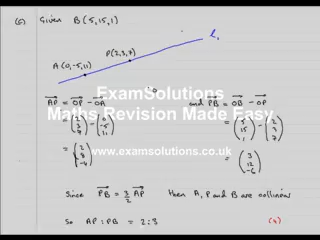 (c) Given B (5,15,1)
l₁
P(2,3,7)
A (0,-5,11)
ExamSolutions
Maths Revision Made Easy
www.examsolutions.co.uk
AP = OP - OA and PB = OB - OP
= (2 3 7) - (0 -5 11) = (5 15 1) - (2 3 7)
= (2 8 -4) = (3 12 -6)
Since PB = 3/2 AP then A, P and B are collinear
So AP : PB = 2:3 (4)